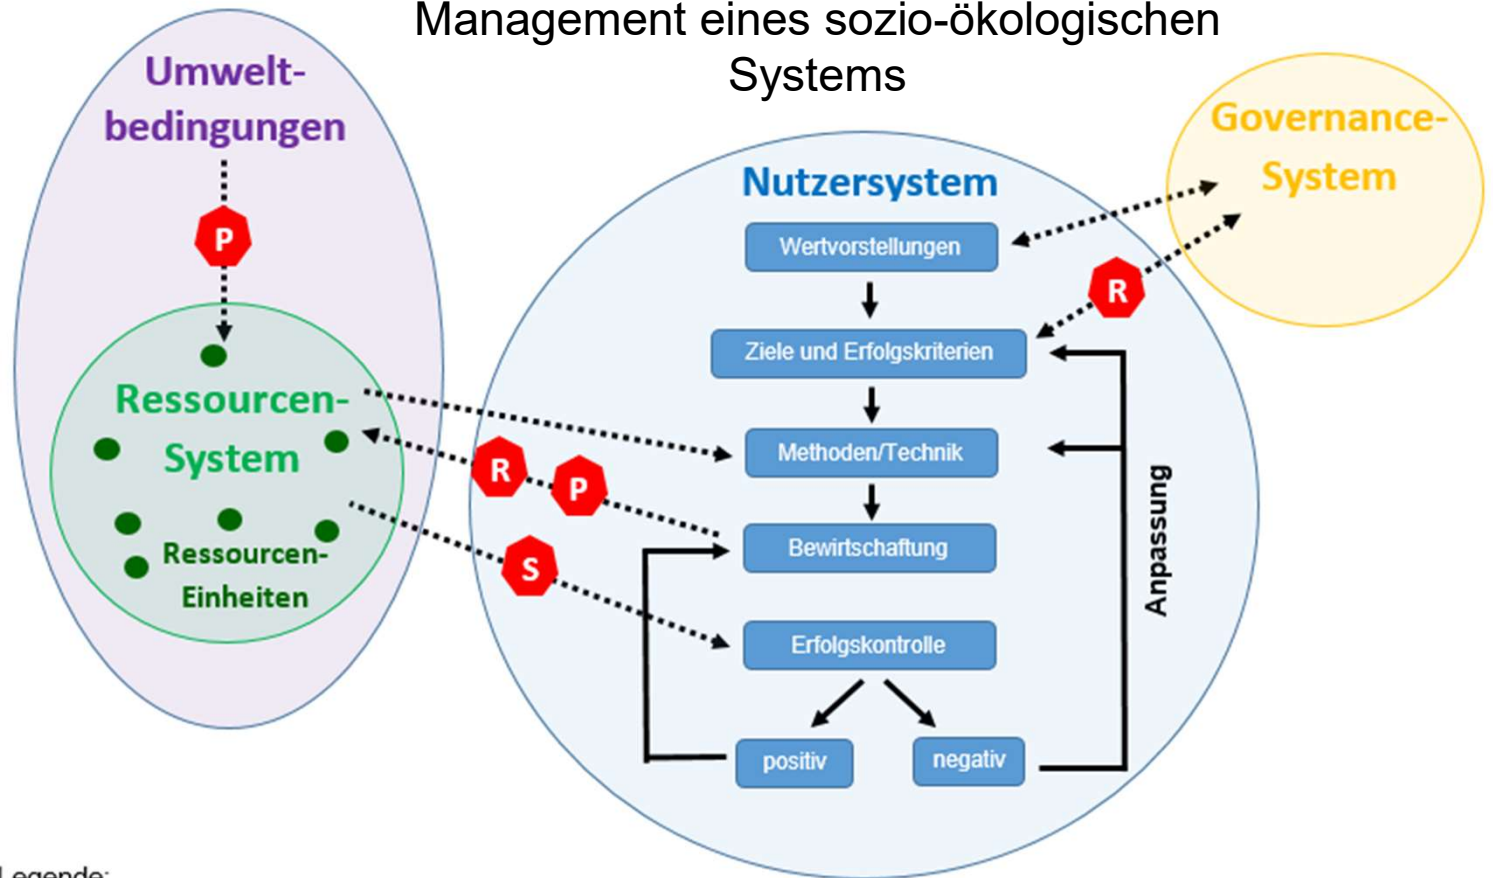 Management eines sozio-ökologischen
Systems
Umwelt-
bedingungen
P
Ressourcen-
System
Ressourcen-
Einheiten
R
P
S
Nutzersystem
Wertvorstellungen
Ziele und Erfolgskriterien
Methoden/Technik
Bewirtschaftung
Erfolgskontrolle
positiv
negativ
Anpassung
R
Governance-
System
Legende: